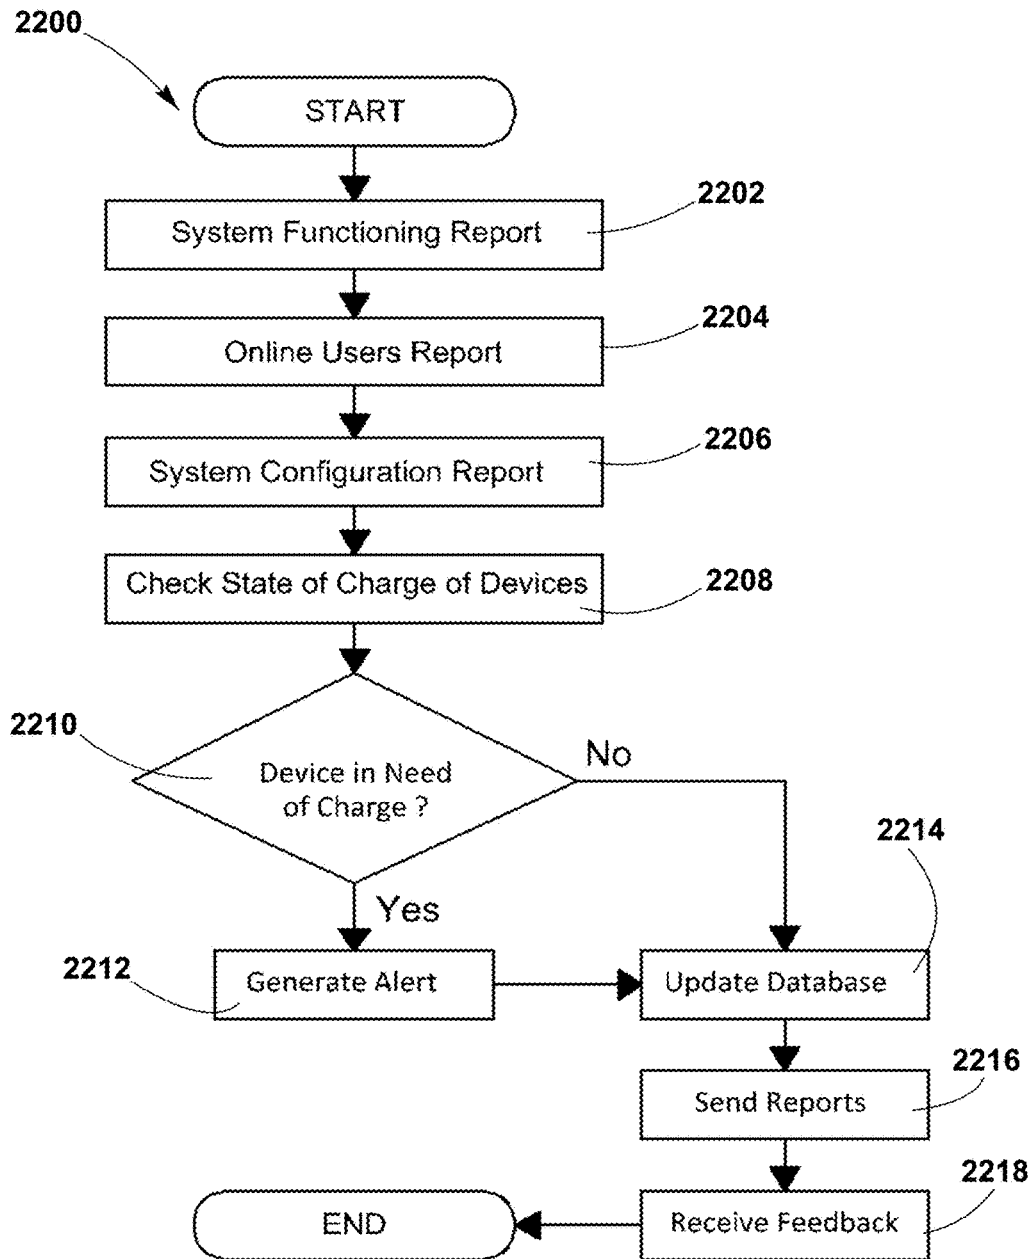 2200
START
2202
System Functioning Report
2204
Online Users Report
2206
System Configuration Report
2208
Check State of Charge of Devices
2210
Device in Need
of Charge ?
No
Yes
2212
Generate Alert
2214
Update Database
2216
Send Reports
2218
Receive Feedback
END